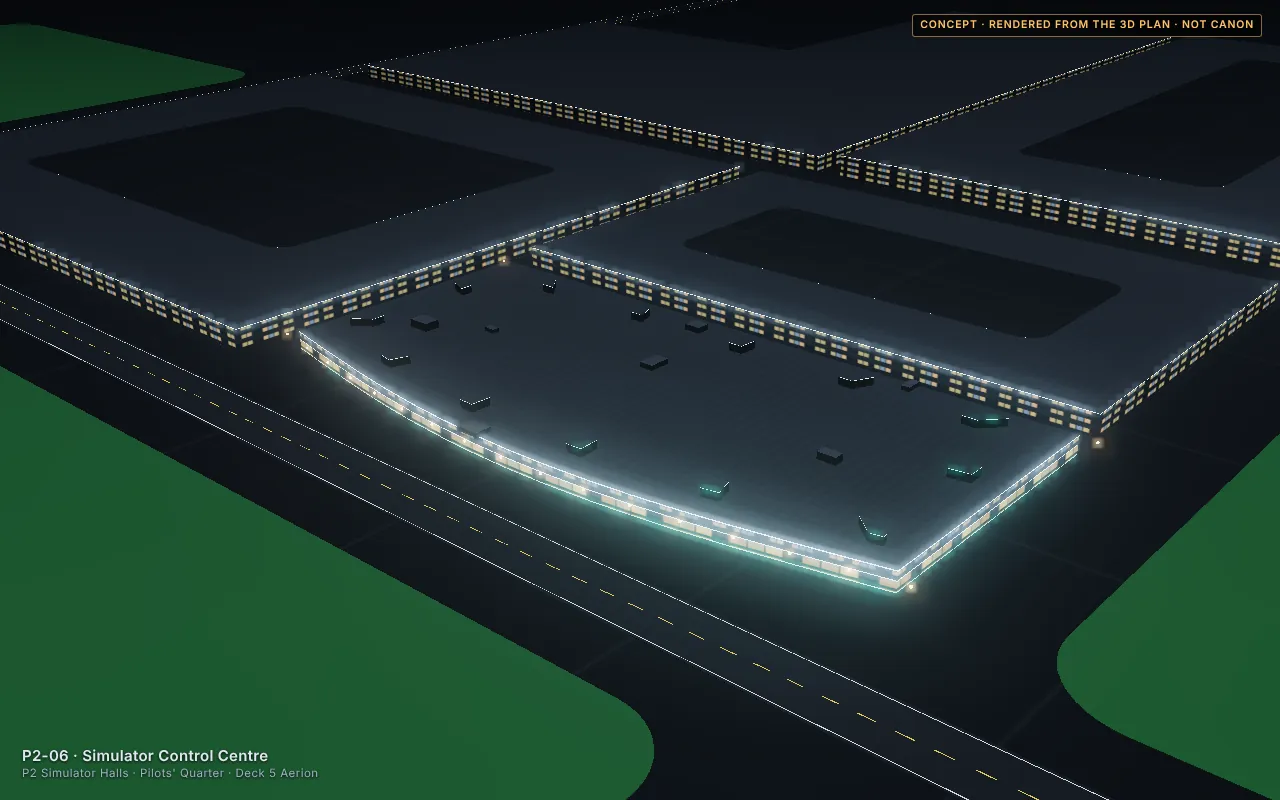 CONCEPT · RENDERED FROM THE 3D PLAN · NOT CANON
P2-06 · Simulator Control Centre
P2 Simulator Halls · Pilots' Quarter · Deck 5 Aerion